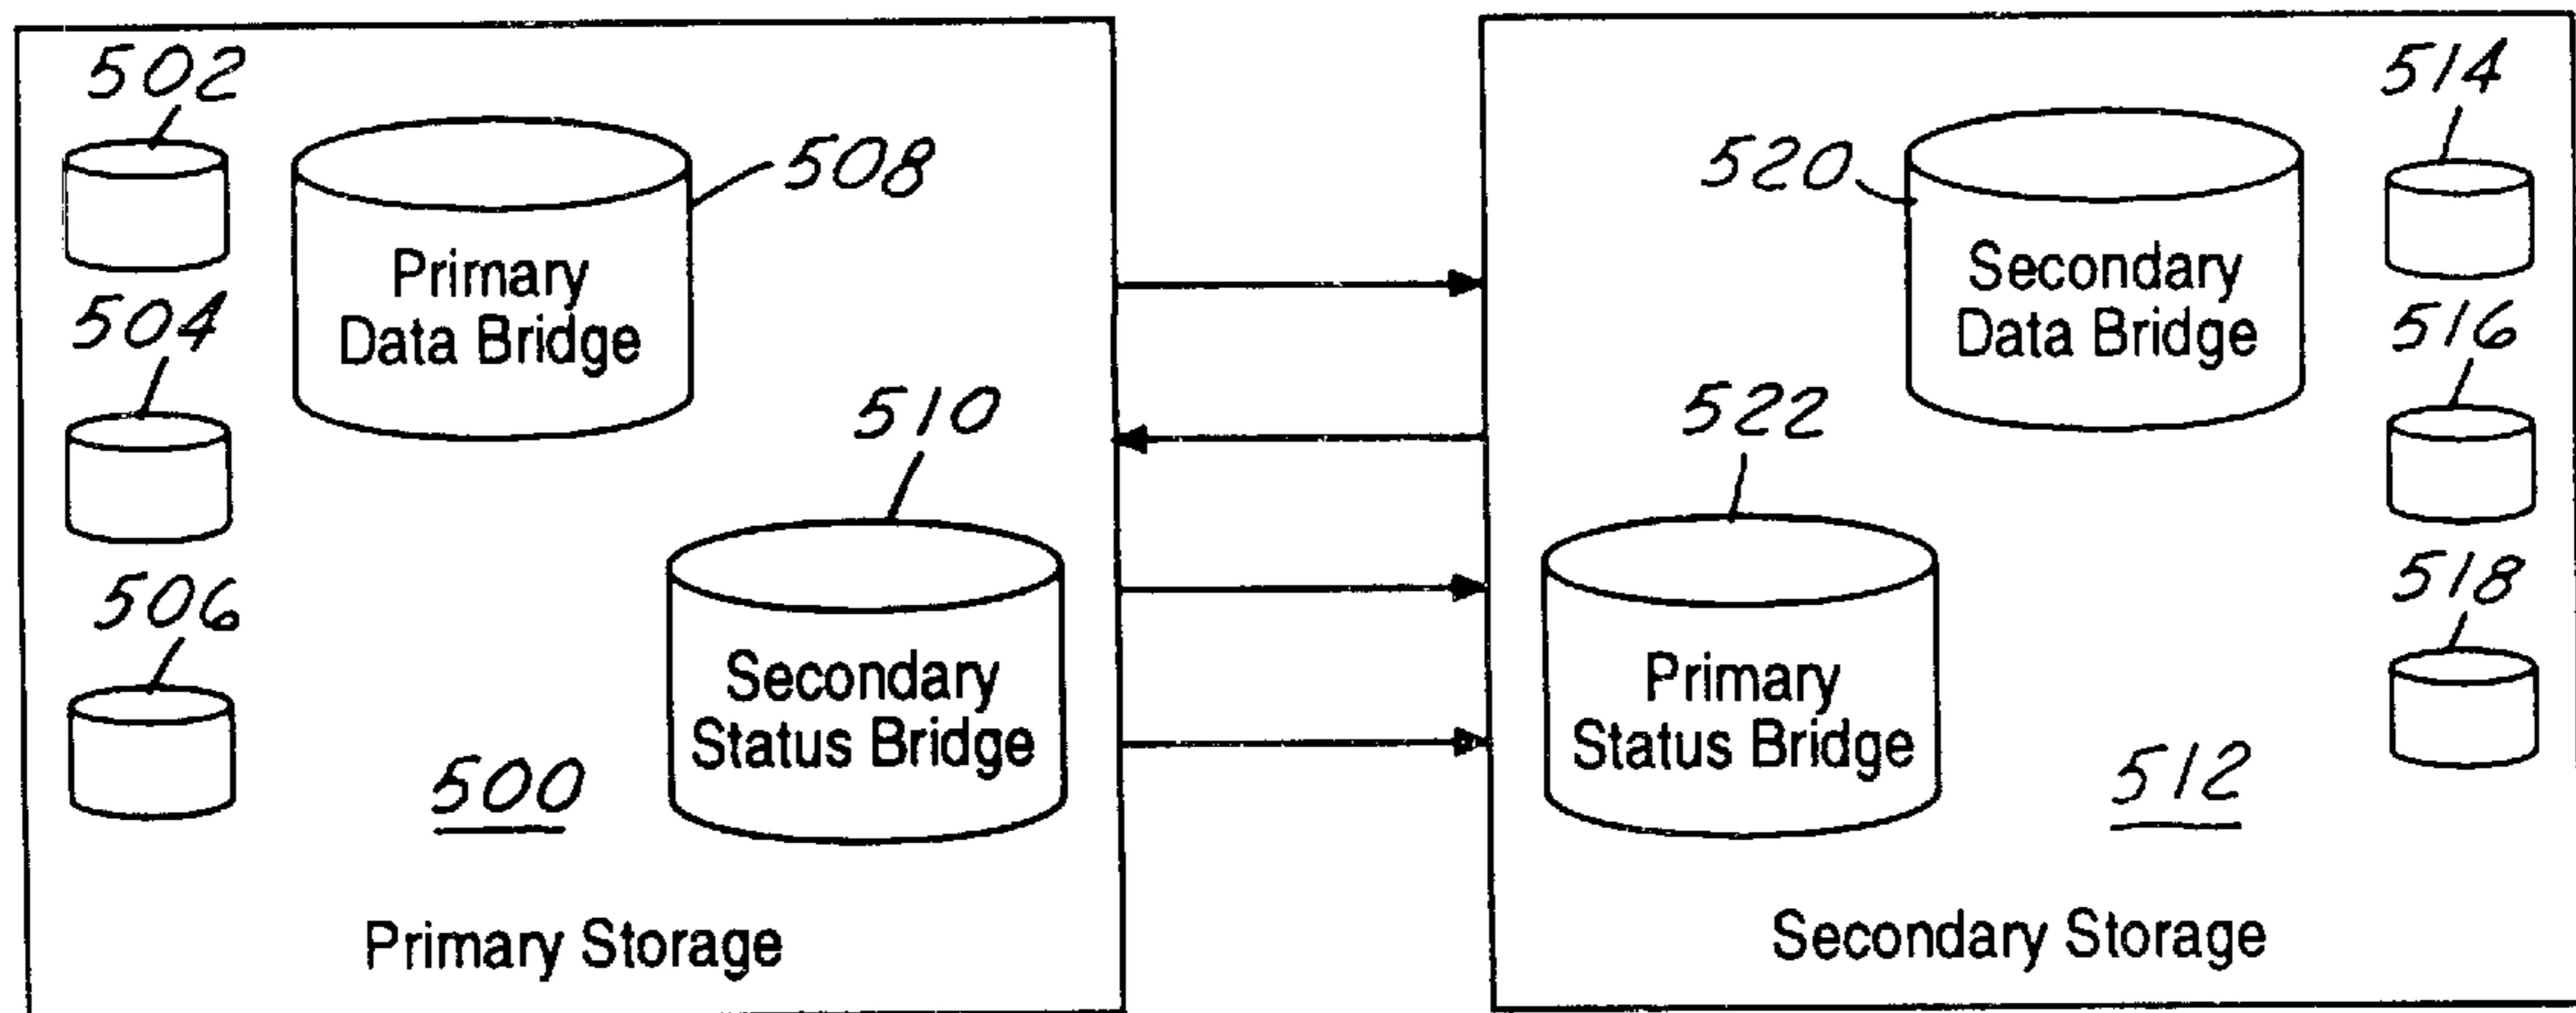 502
508
Primary
Data Bridge
504
510
506
Secondary
Status Bridge
500
Primary Storage
514
520
Secondary
Data Bridge
516
522
518
Primary
Status Bridge
512
Secondary Storage